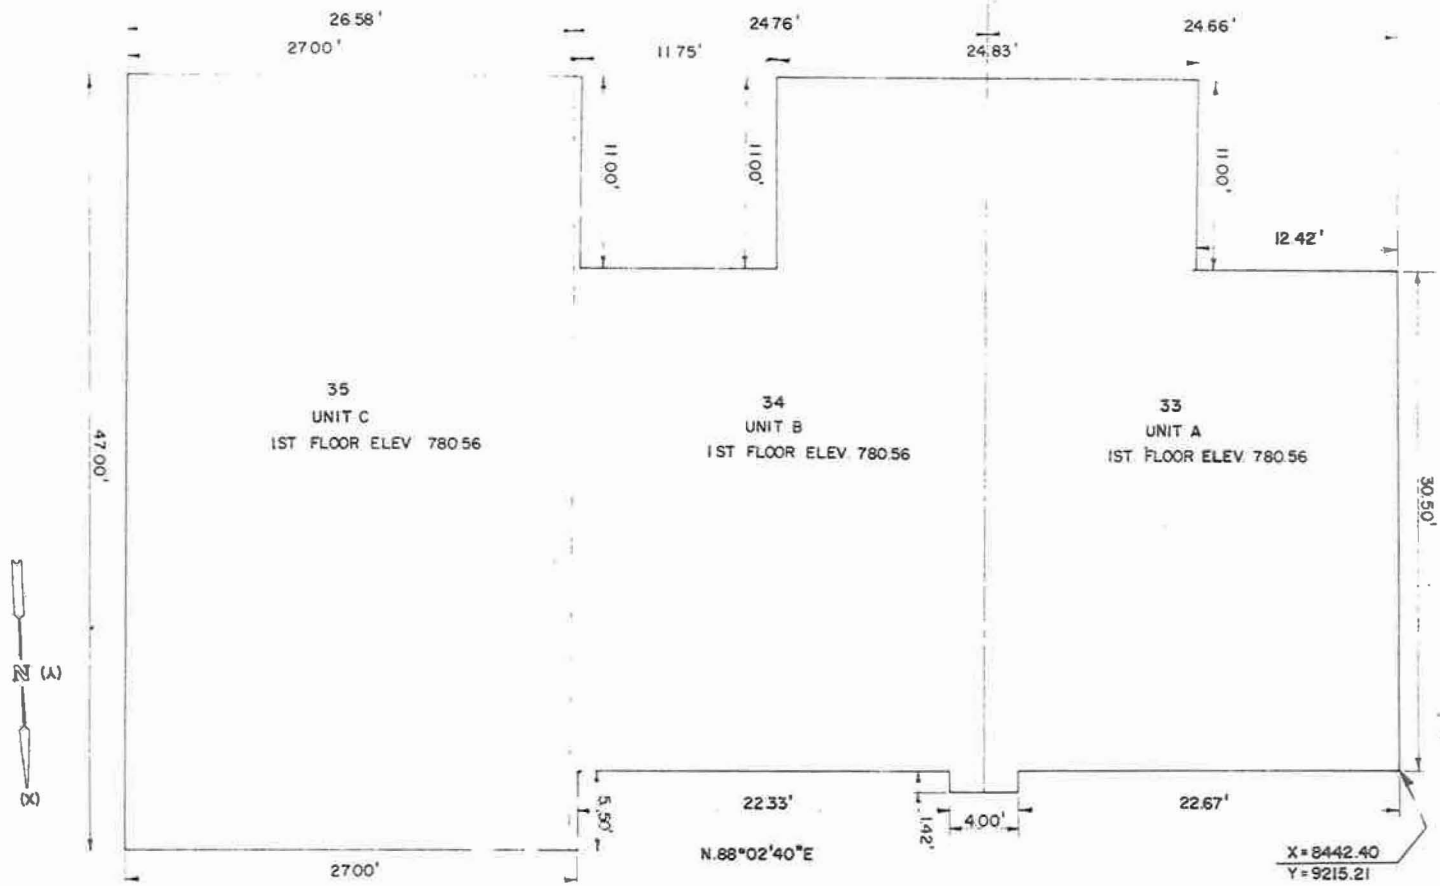 26.58'
24.76'
24.66'
27.00'
11.75'
24.83'
11.00'
11.00'
11.00'
12.42'
35
UNIT C
1ST FLOOR ELEV 780.56
34
UNIT B
1ST FLOOR ELEV. 780.56
33
UNIT A
1ST FLOOR ELEV. 780.56
47.00'
30.50'
N
(Y)
(X)
5.50'
22.33'
1.42'
4.00'
22.67'
N.88°02'40"E
27.00'
X=8442.40
Y=9215.21